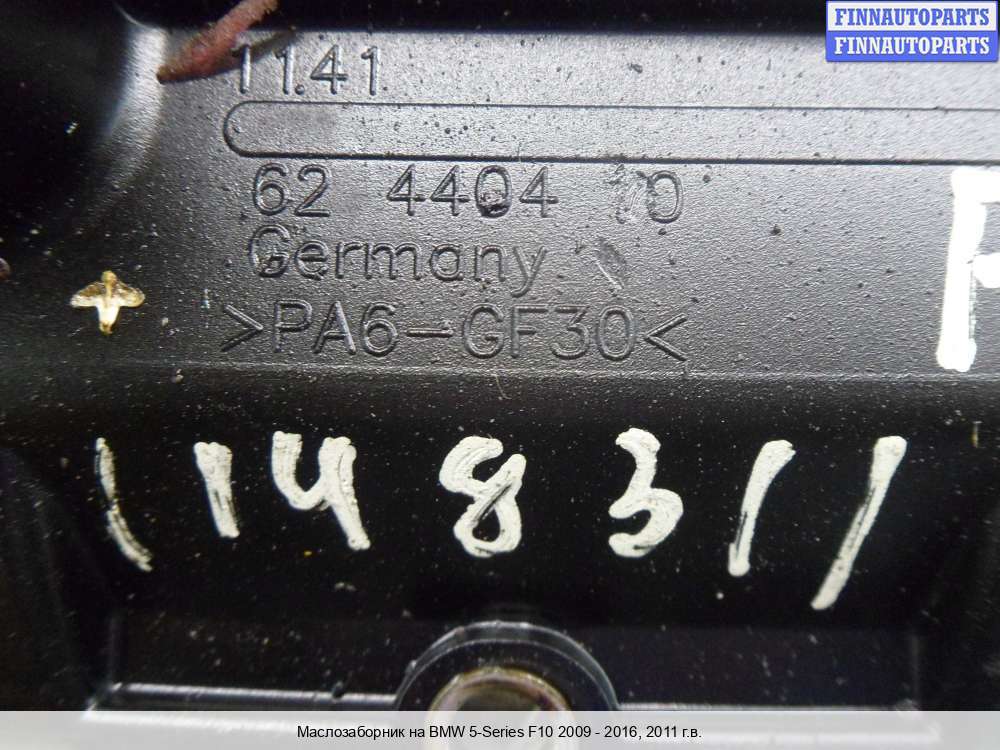 FINNAUTOPARTS
FINNAUTOPARTS
11.41
62 4404 10
Germany
>PA6-GF30<
1148311
Маслозаборник на BMW 5-Series F10 2009 - 2016, 2011 г.в.